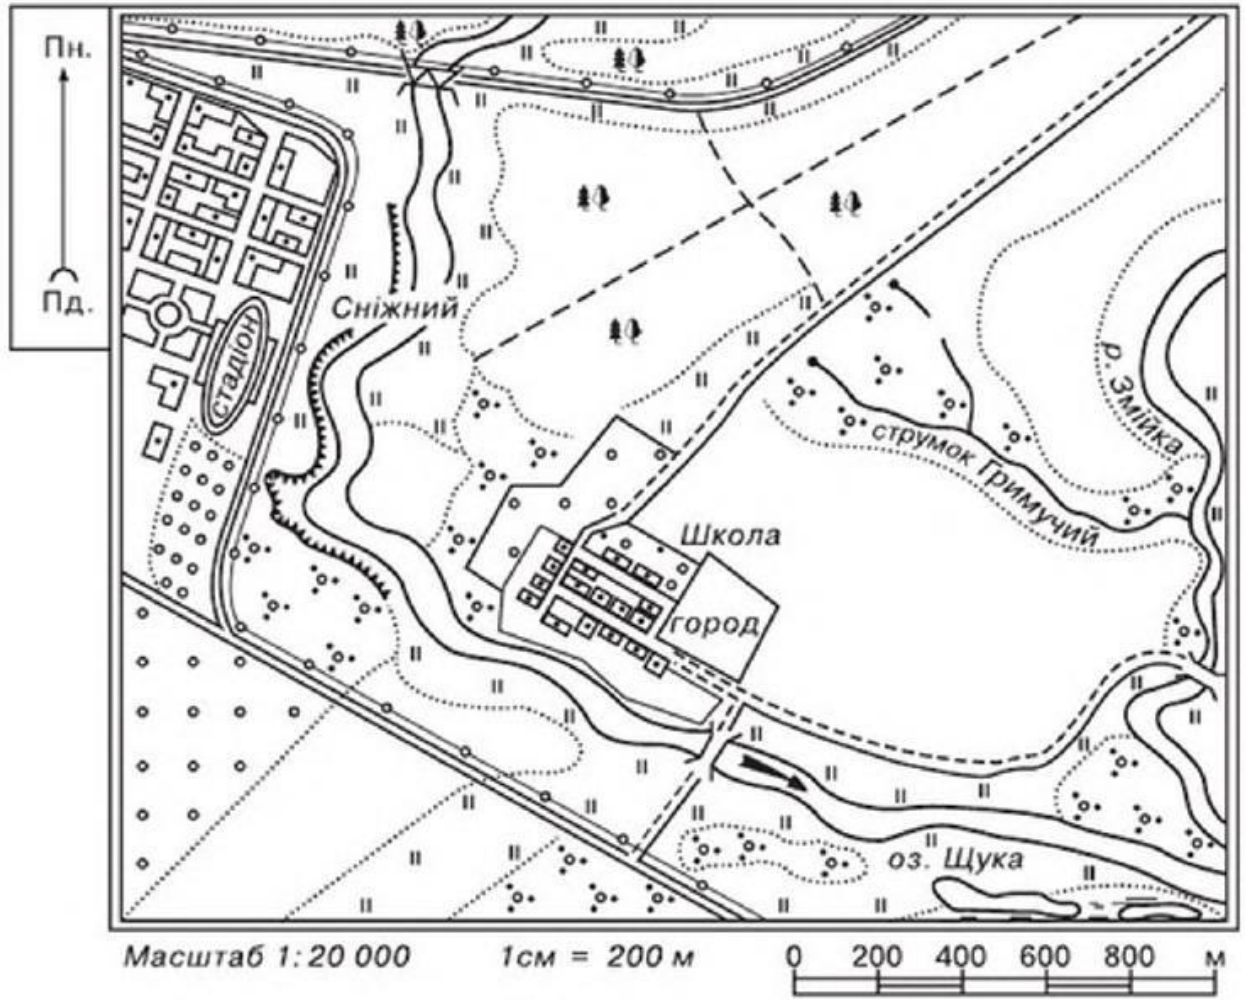 Пн.
Пд.
Сніжний
стадіон
р. Змійка
струмок Гримучий
Школа
город
оз. Щука
Масштаб 1: 20 000
1см = 200 м
0 200 400 600 800 м